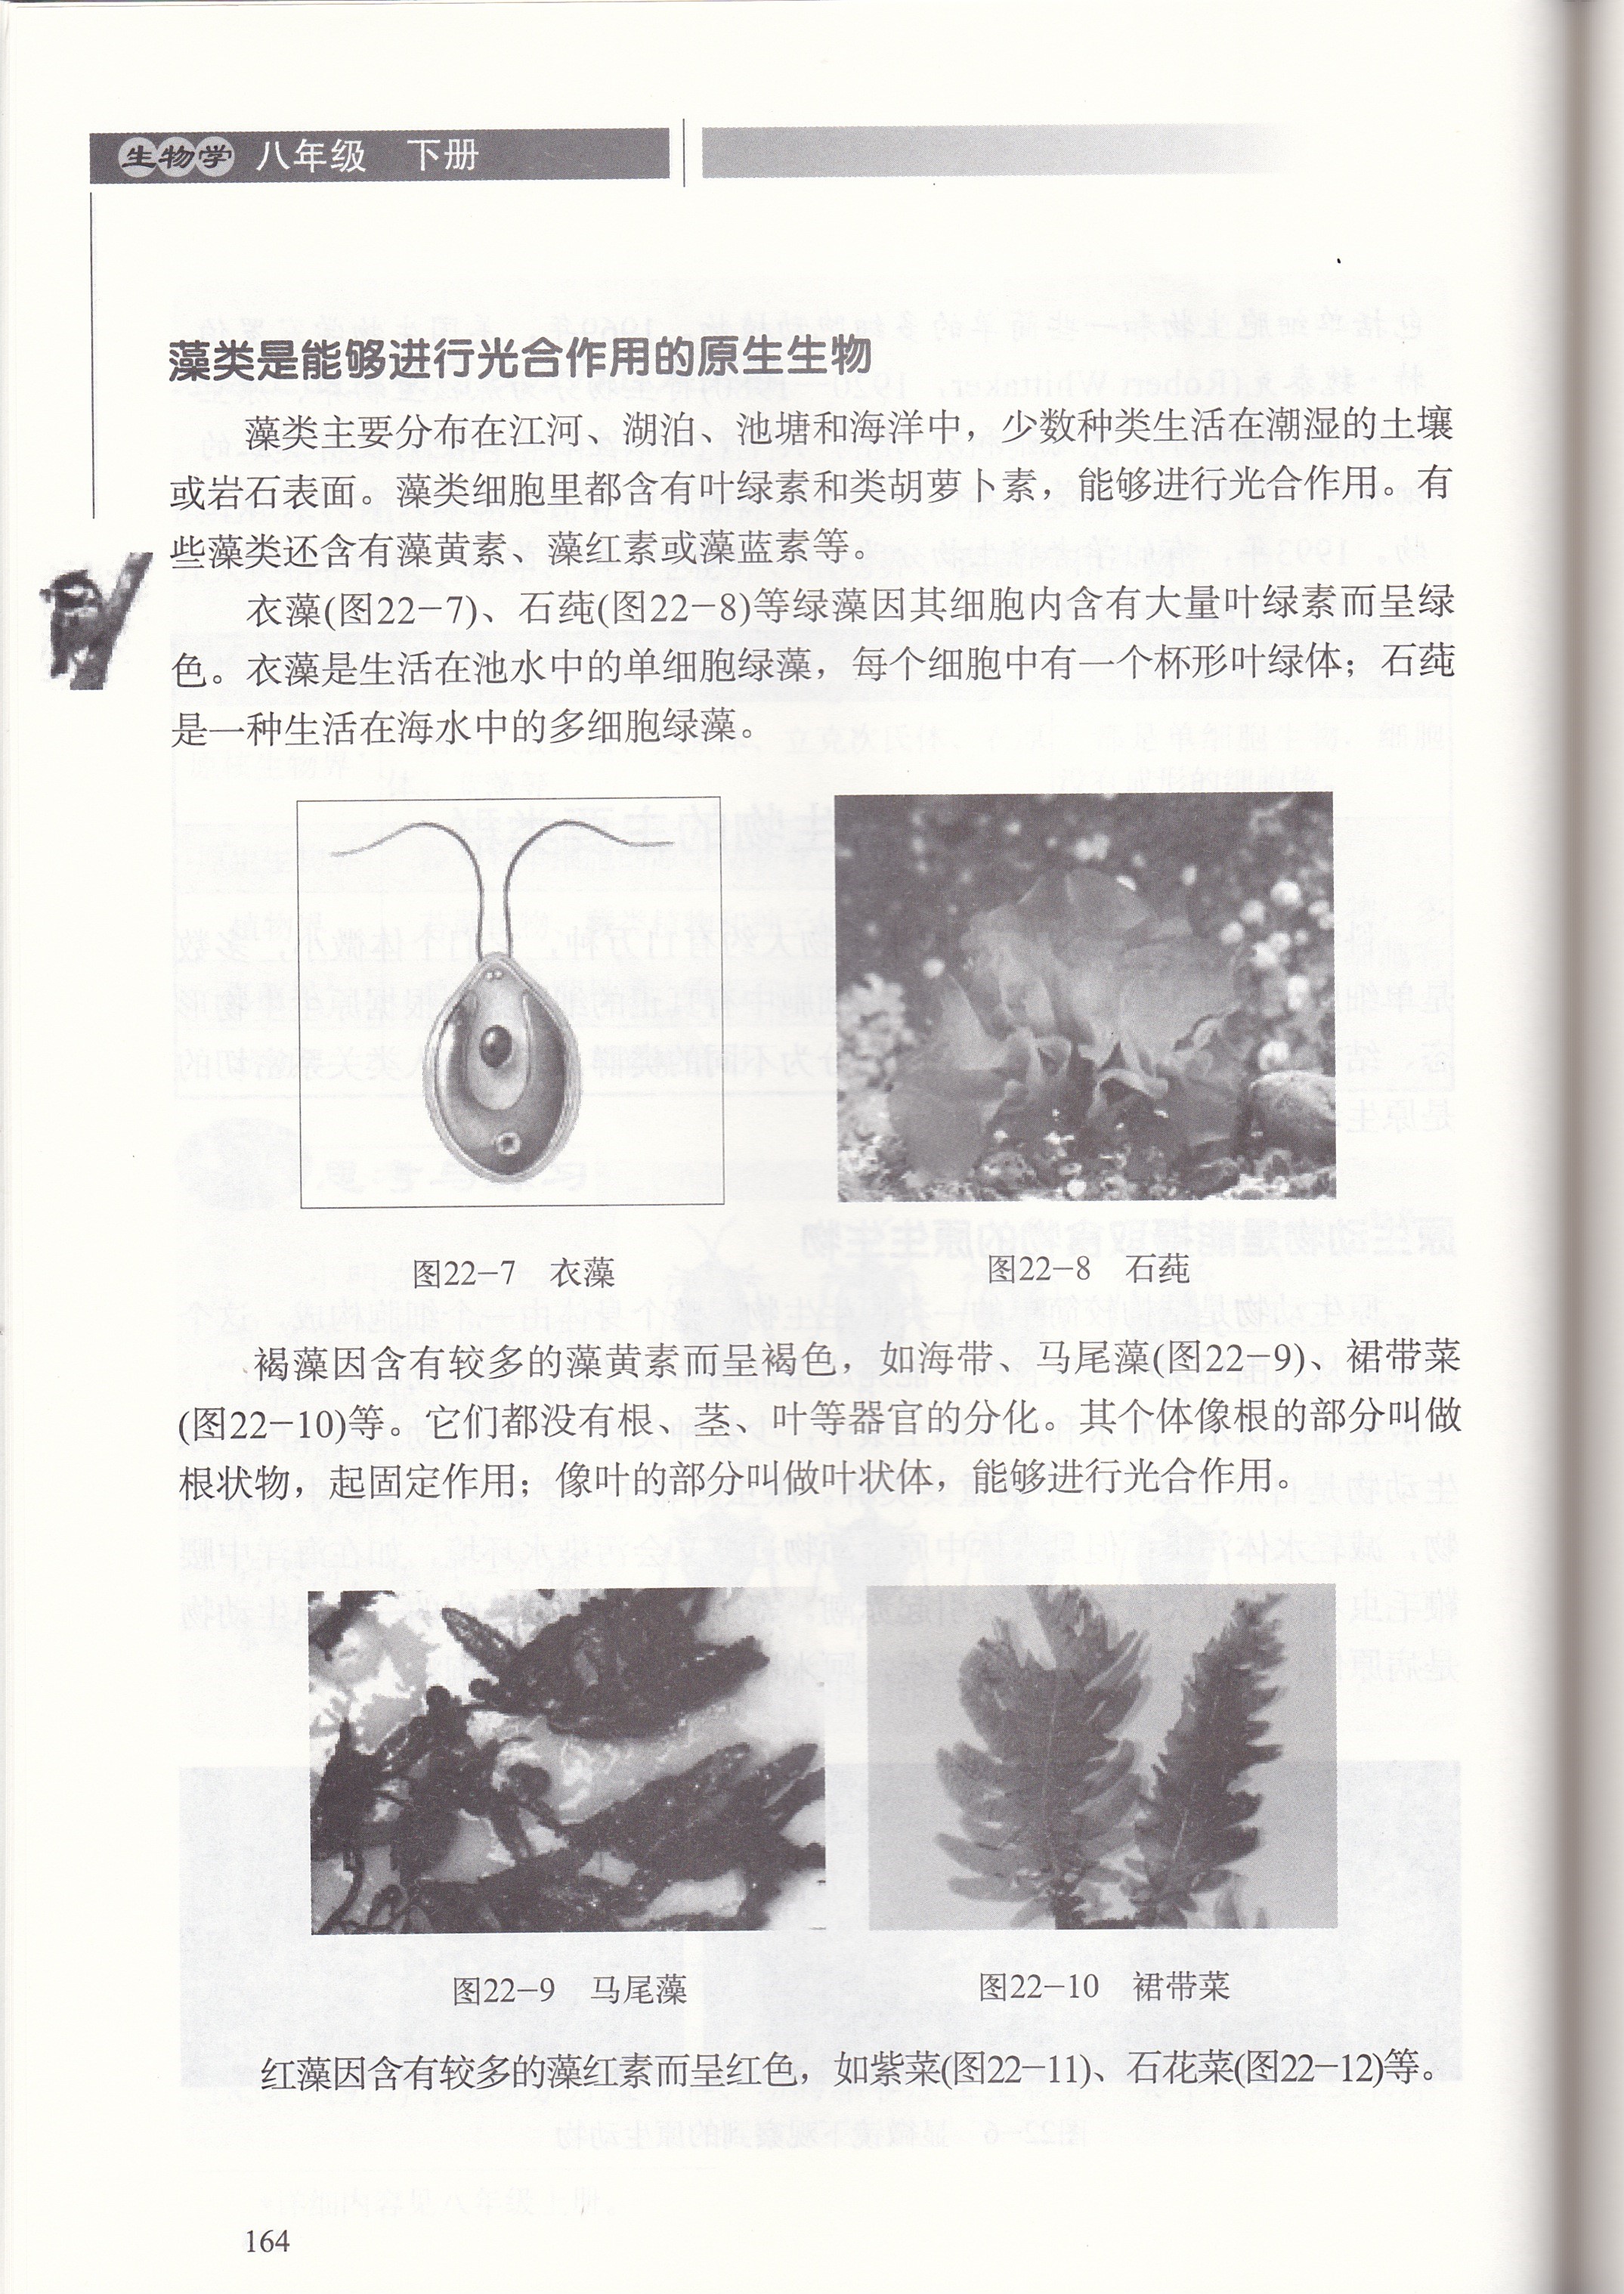 生物学 八年级 下册
藻类是能够进行光合作用的原生生物
藻类主要分布在江河、湖泊、池塘和海洋中，少数种类生活在潮湿的土壤
或岩石表面。藻类细胞里都含有叶绿素和类胡萝卜素，能够进行光合作用。有
些藻类还含有藻黄素、藻红素或藻蓝素等。
衣藻(图22-7)、石莼(图22-8)等绿藻因其细胞内含有大量叶绿素而呈绿
色。衣藻是生活在池水中的单细胞绿藻，每个细胞中有一个杯形叶绿体；石莼
是一种生活在海水中的多细胞绿藻。
图22-7 衣藻
图22-8 石莼
褐藻因含有较多的藻黄素而呈褐色，如海带、马尾藻(图22-9)、裙带菜
(图22-10)等。它们都没有根、茎、叶等器官的分化。其个体像根的部分叫做
根状物，起固定作用；像叶的部分叫做叶状体，能够进行光合作用。
图22-9 马尾藻
图22-10 裙带菜
红藻因含有较多的藻红素而呈红色，如紫菜(图22-11)、石花菜(图22-12)等。
164